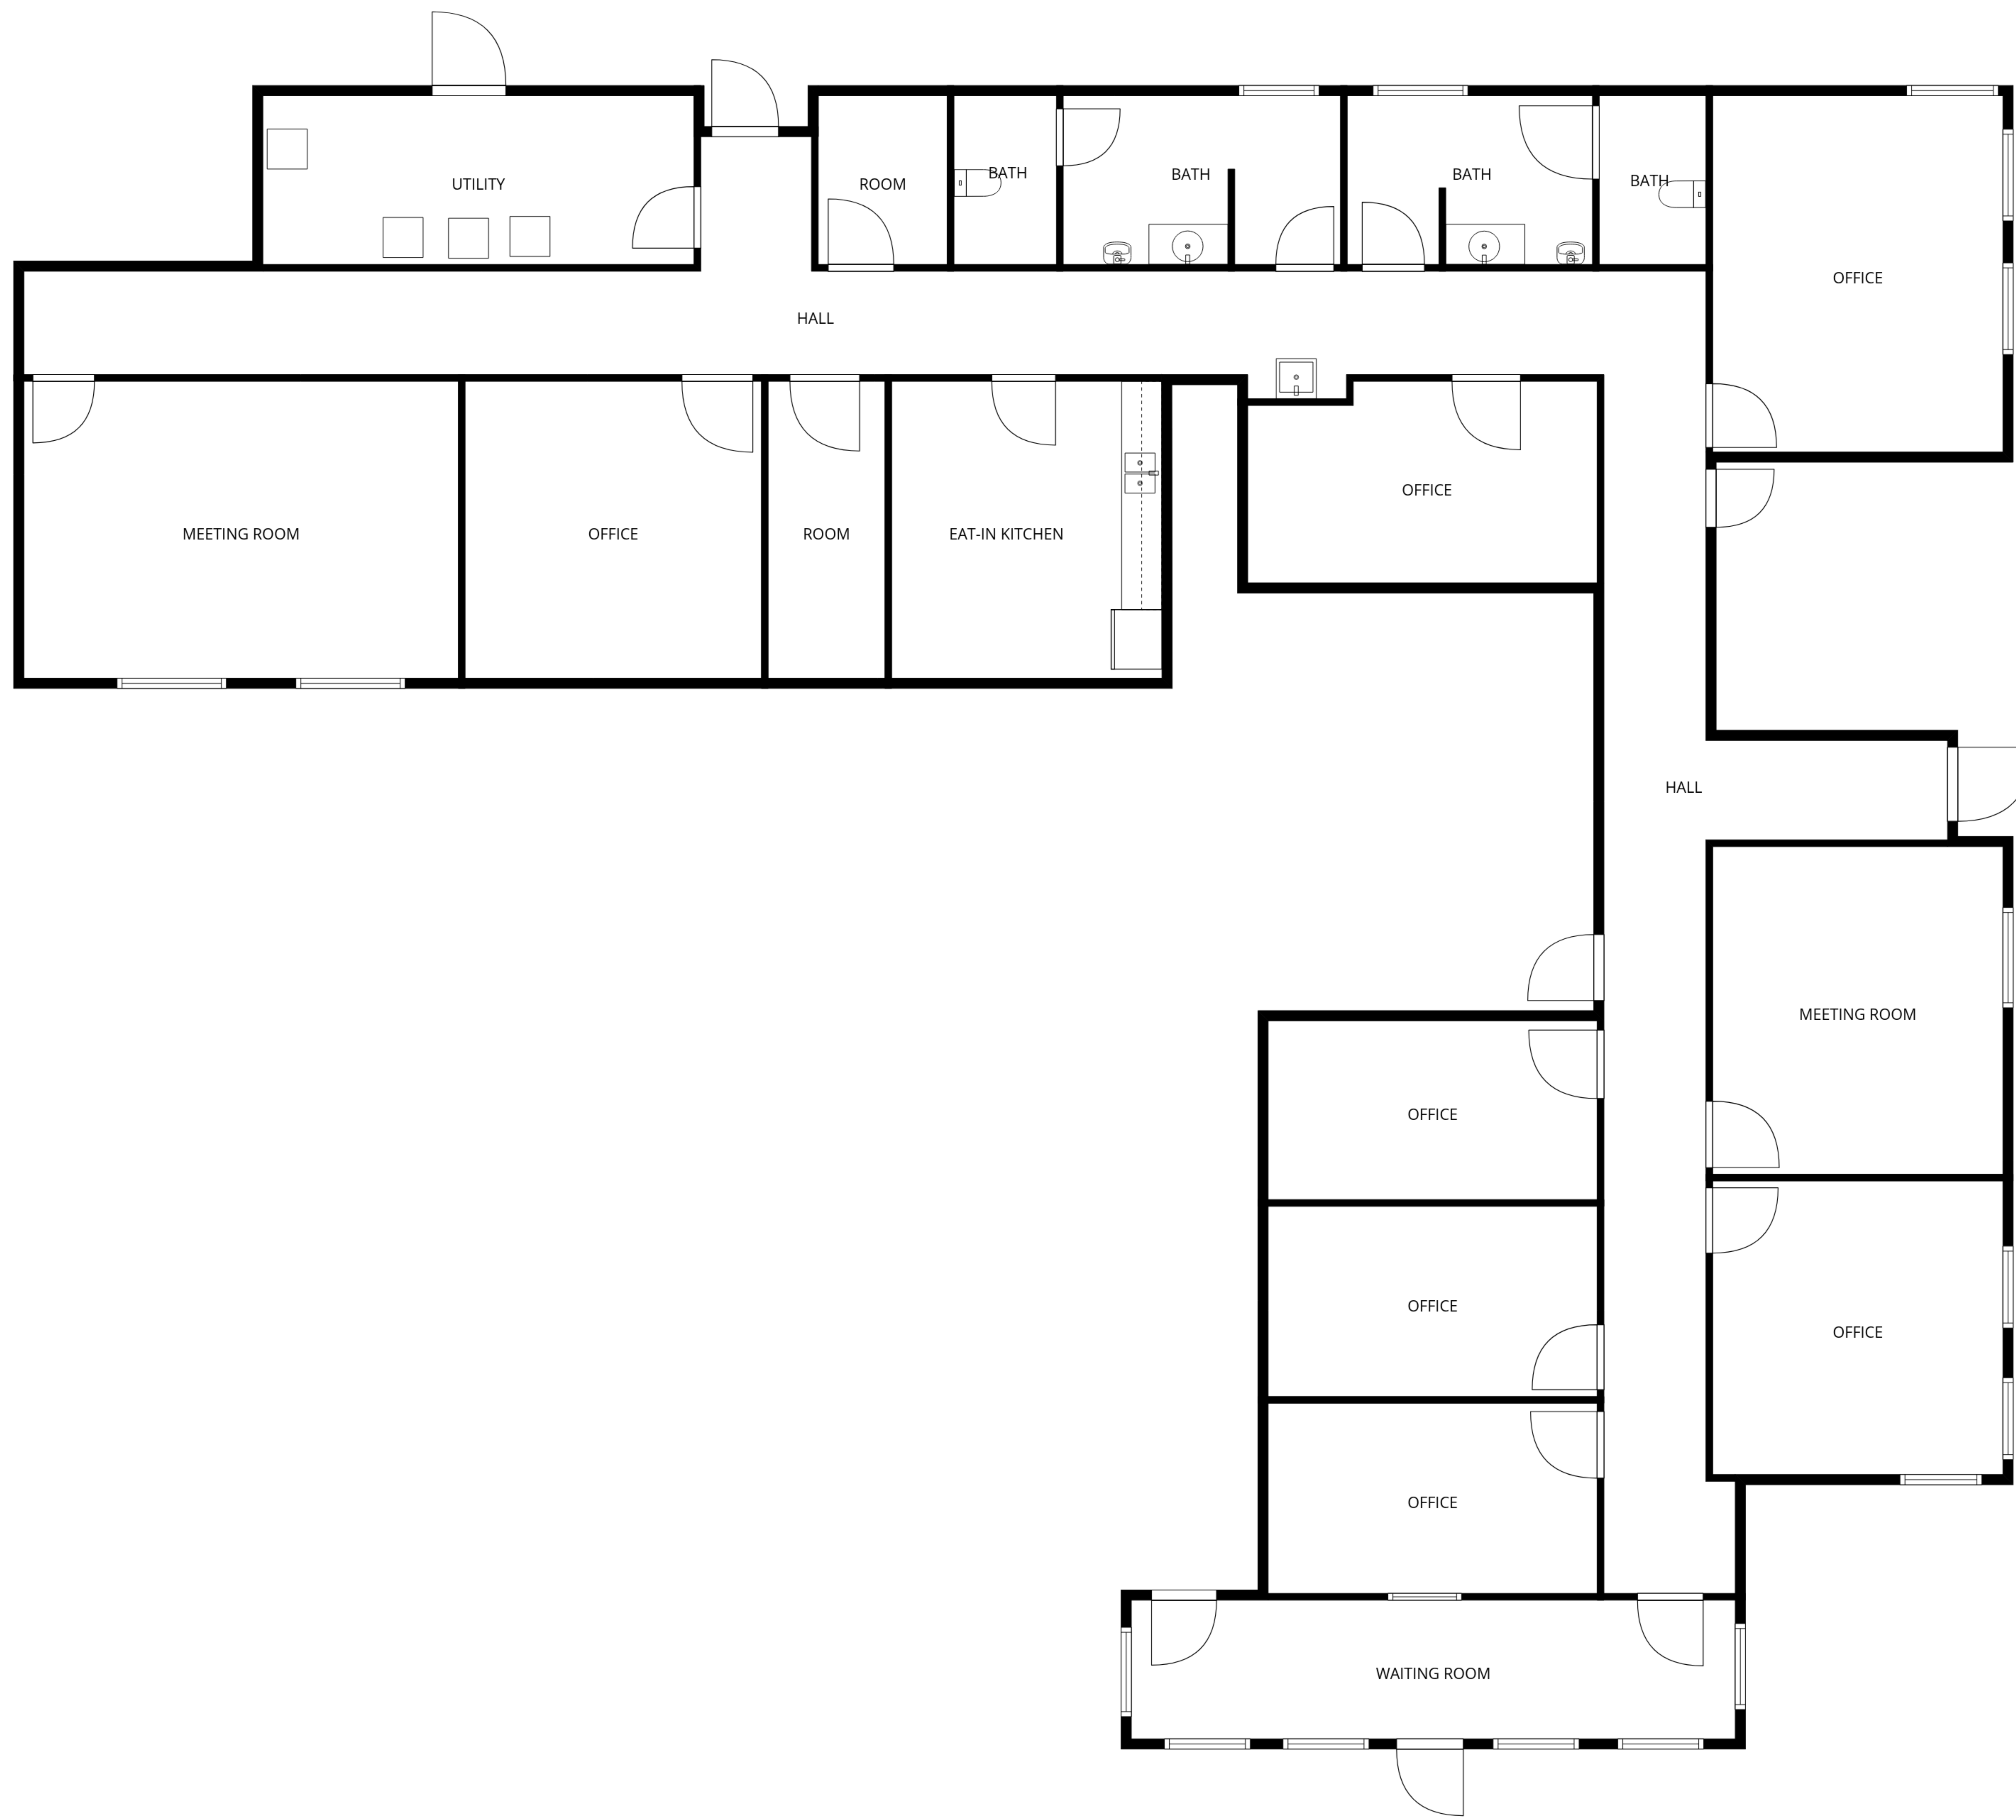 UTILITY
ROOM
BATH
BATH
BATH
BATH
OFFICE
HALL
MEETING ROOM
OFFICE
ROOM
EAT-IN KITCHEN
OFFICE
HALL
MEETING ROOM
OFFICE
OFFICE
OFFICE
OFFICE
WAITING ROOM